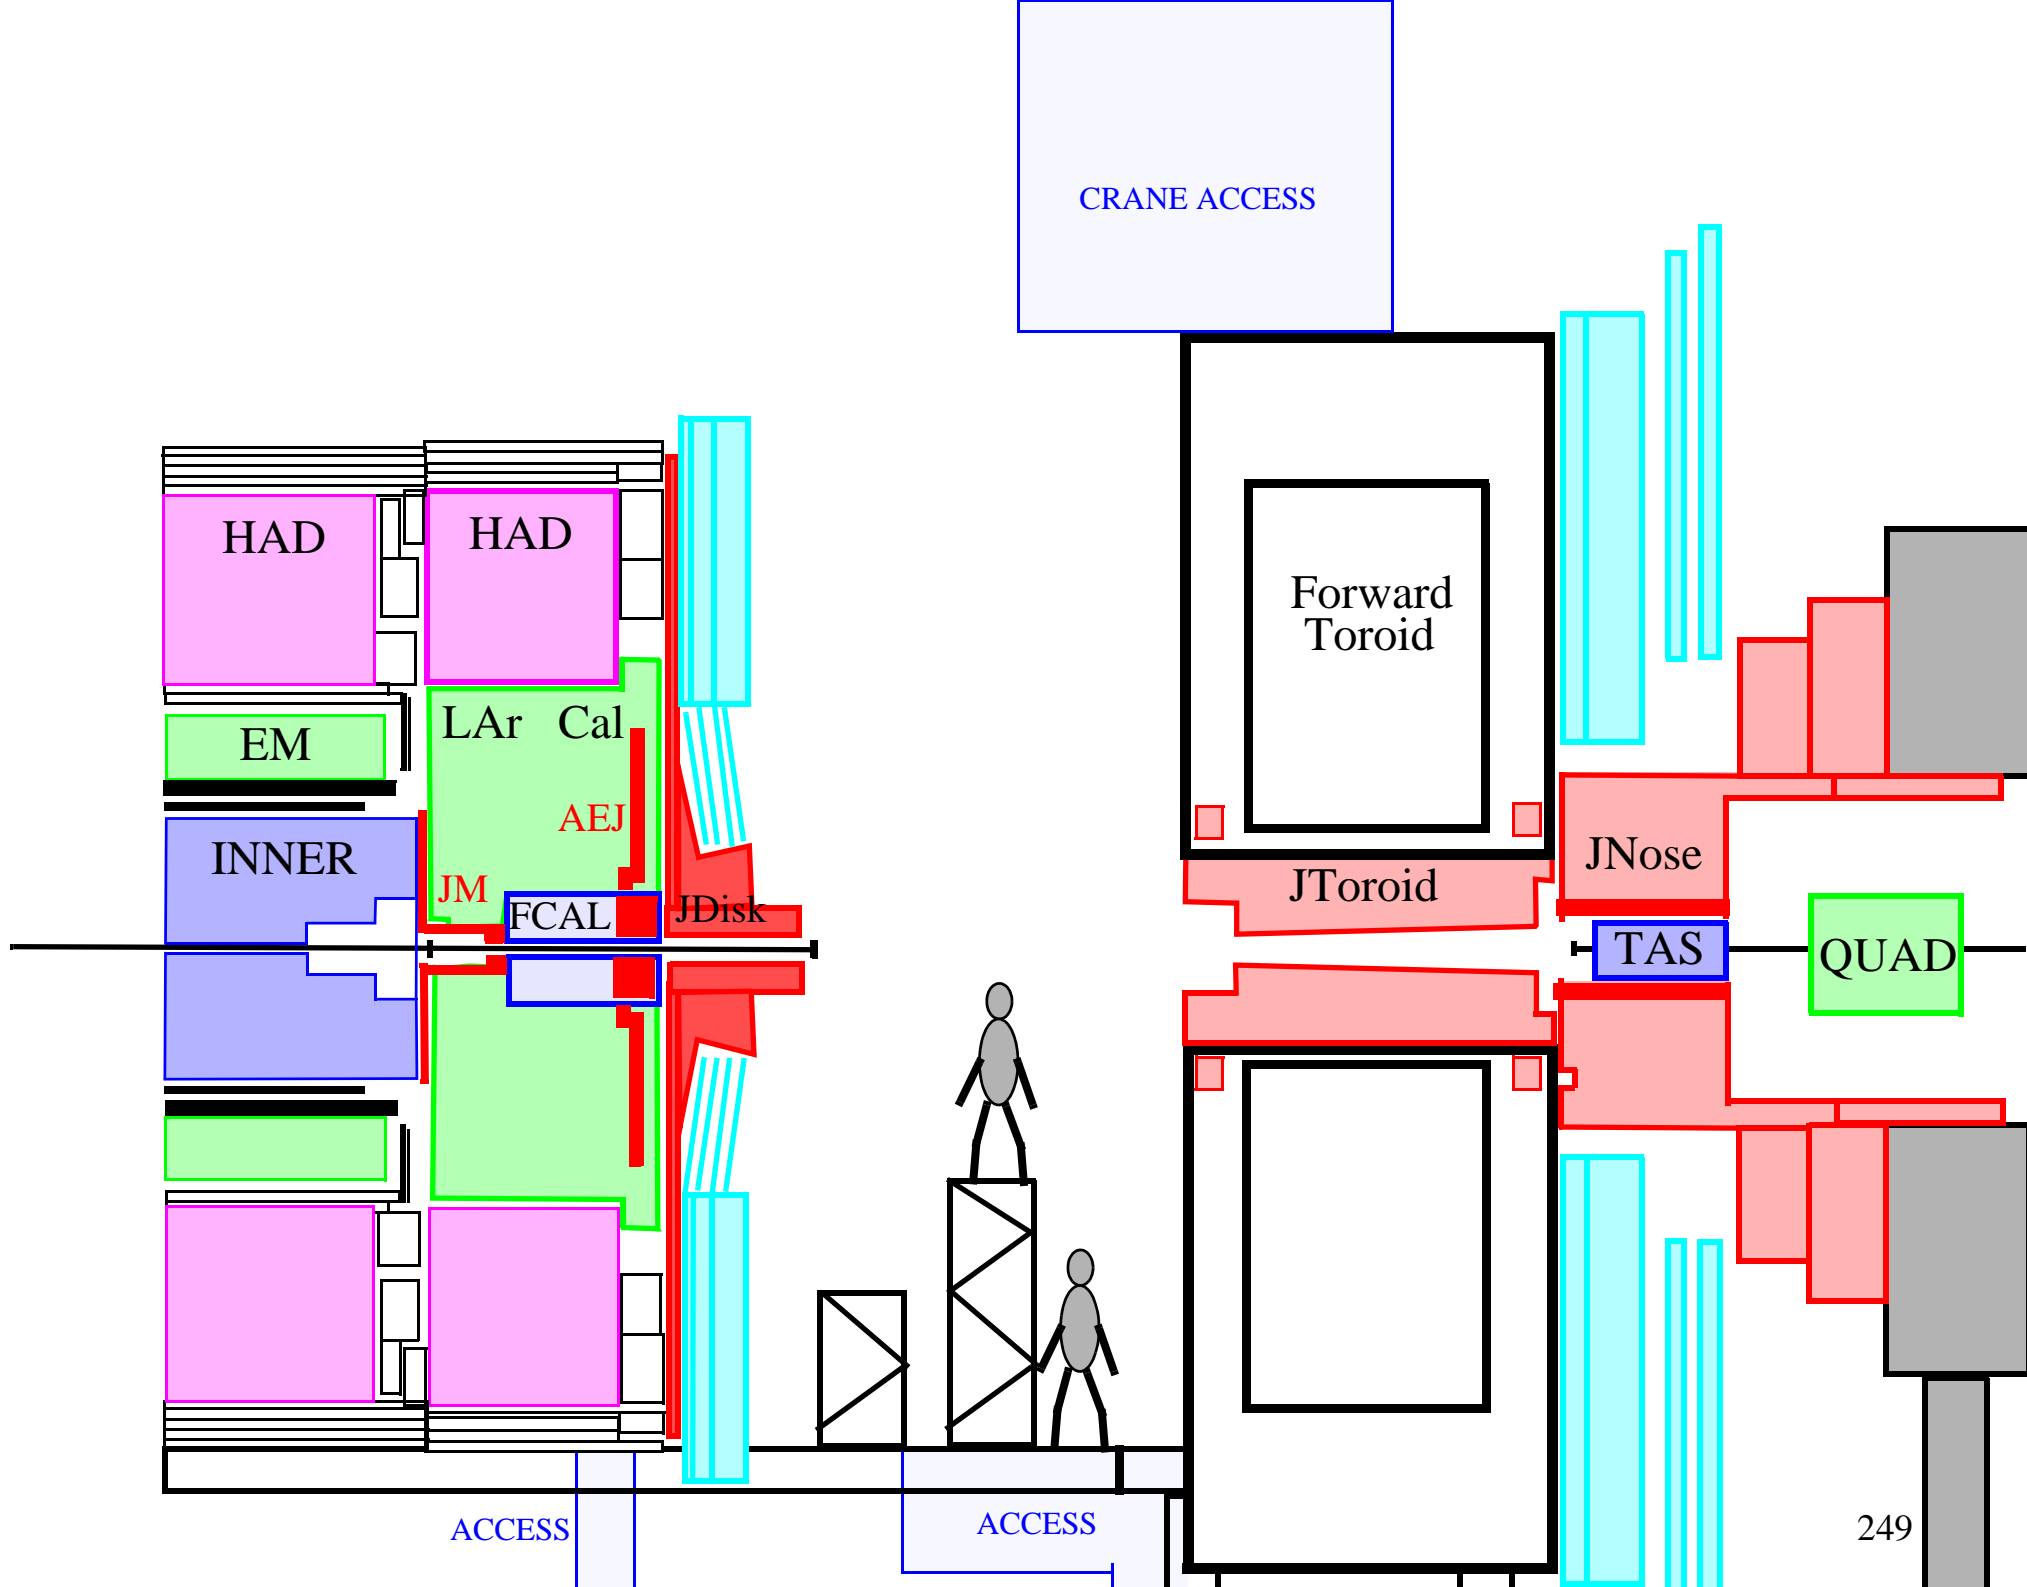 CRANE ACCESS
HAD
HAD
Forward
Toroid
LAr Cal
EM
AEJ
INNER
JM
FCAL
JDisk
JToroid
JNose
TAS
QUAD
ACCESS
ACCESS
249